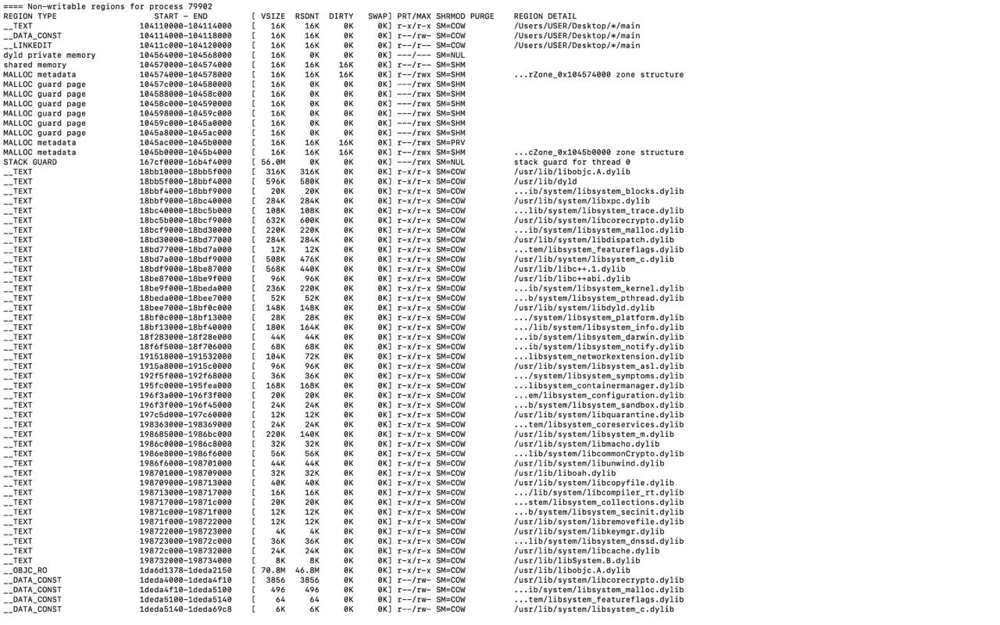 ==== Non-writable regions for process 79902
REGION TYPE                    START - END         [ VSIZE  RSDNT  DIRTY   SWAP] PRT/MAX SHRMOD PURGE    REGION DETAIL
__TEXT                      104110000-104114000    [   16K    16K     0K     0K] r-x/r-x SM=COW          /Users/USER/Desktop/*/main
__DATA_CONST                104114000-104118000    [   16K    16K     0K     0K] r--/rw- SM=COW          /Users/USER/Desktop/*/main
__LINKEDIT                  10411c000-104120000    [   16K    16K     0K     0K] r--/r-- SM=COW          /Users/USER/Desktop/*/main
dyld private memory         104564000-104568000    [   16K     0K     0K     0K] ---/--- SM=NUL
shared memory               104570000-104574000    [   16K    16K    16K     0K] r--/r-- SM=SHM
MALLOC metadata             104574000-104578000    [   16K    16K    16K     0K] r--/rwx SM=SHM          ...rZone_0x104574000 zone structure
MALLOC guard page           10457c000-104580000    [   16K     0K     0K     0K] ---/rwx SM=SHM
MALLOC guard page           104588000-10458c000    [   16K     0K     0K     0K] ---/rwx SM=SHM
MALLOC guard page           10458c000-104590000    [   16K     0K     0K     0K] ---/rwx SM=SHM
MALLOC guard page           104598000-10459c000    [   16K     0K     0K     0K] ---/rwx SM=SHM
MALLOC guard page           10459c000-1045a0000    [   16K     0K     0K     0K] ---/rwx SM=SHM
MALLOC guard page           1045a8000-1045ac000    [   16K     0K     0K     0K] ---/rwx SM=SHM
MALLOC metadata             1045ac000-1045b0000    [   16K    16K    16K     0K] r--/rwx SM=PRV
MALLOC metadata             1045b0000-1045b4000    [   16K    16K    16K     0K] r--/rwx SM=SHM          ...cZone_0x1045b0000 zone structure
STACK GUARD                 167cf0000-16b4f4000    [ 56.0M     0K     0K     0K] ---/rwx SM=NUL          stack guard for thread 0
__TEXT                      18bb10000-18bb5f000    [  316K   316K     0K     0K] r-x/r-x SM=COW          /usr/lib/libobjc.A.dylib
__TEXT                      18bb5f000-18bbf4000    [  596K   580K     0K     0K] r-x/r-x SM=COW          /usr/lib/dyld
__TEXT                      18bbf4000-18bbf9000    [   20K    20K     0K     0K] r-x/r-x SM=COW          ...ib/system/libsystem_blocks.dylib
__TEXT                      18bbf9000-18bc40000    [  284K   284K     0K     0K] r-x/r-x SM=COW          /usr/lib/system/libxpc.dylib
__TEXT                      18bc40000-18bc5b000    [  108K   108K     0K     0K] r-x/r-x SM=COW          ...lib/system/libsystem_trace.dylib
__TEXT                      18bc5b000-18bcf9000    [  632K   600K     0K     0K] r-x/r-x SM=COW          /usr/lib/system/libcorecrypto.dylib
__TEXT                      18bcf9000-18bd30000    [  220K   220K     0K     0K] r-x/r-x SM=COW          ...ib/system/libsystem_malloc.dylib
__TEXT                      18bd30000-18bd77000    [  284K   284K     0K     0K] r-x/r-x SM=COW          /usr/lib/system/libdispatch.dylib
__TEXT                      18bd77000-18bd7a000    [   12K    12K     0K     0K] r-x/r-x SM=COW          ...tem/libsystem_featureflags.dylib
__TEXT                      18bd7a000-18bdf9000    [  508K   476K     0K     0K] r-x/r-x SM=COW          /usr/lib/system/libsystem_c.dylib
__TEXT                      18bdf9000-18be87000    [  568K   440K     0K     0K] r-x/r-x SM=COW          /usr/lib/libc++.1.dylib
__TEXT                      18be87000-18be9f000    [   96K    96K     0K     0K] r-x/r-x SM=COW          /usr/lib/libc++abi.dylib
__TEXT                      18be9f000-18beda000    [  236K   220K     0K     0K] r-x/r-x SM=COW          ...ib/system/libsystem_kernel.dylib
__TEXT                      18beda000-18bee7000    [   52K    52K     0K     0K] r-x/r-x SM=COW          ...b/system/libsystem_pthread.dylib
__TEXT                      18bee7000-18bf0c000    [  148K   148K     0K     0K] r-x/r-x SM=COW          /usr/lib/system/libdyld.dylib
__TEXT                      18bf0c000-18bf13000    [   28K    28K     0K     0K] r-x/r-x SM=COW          .../system/libsystem_platform.dylib
__TEXT                      18bf13000-18bf40000    [  180K   164K     0K     0K] r-x/r-x SM=COW          .../lib/system/libsystem_info.dylib
__TEXT                      18f283000-18f28e000    [   44K    44K     0K     0K] r-x/r-x SM=COW          ...ib/system/libsystem_darwin.dylib
__TEXT                      18f6f5000-18f706000    [   68K    68K     0K     0K] r-x/r-x SM=COW          ...ib/system/libsystem_notify.dylib
__TEXT                      191518000-191532000    [  104K    72K     0K     0K] r-x/r-x SM=COW          ...libsystem_networkextension.dylib
__TEXT                      1915a8000-1915c0000    [   96K    96K     0K     0K] r-x/r-x SM=COW          /usr/lib/system/libsystem_asl.dylib
__TEXT                      192f5f000-192f68000    [   36K    36K     0K     0K] r-x/r-x SM=COW          .../system/libsystem_symptoms.dylib
__TEXT                      195fc0000-195fea000    [  168K   168K     0K     0K] r-x/r-x SM=COW          ...libsystem_containermanager.dylib
__TEXT                      196f3a000-196f3f000    [   20K    20K     0K     0K] r-x/r-x SM=COW          ...em/libsystem_configuration.dylib
__TEXT                      196f3f000-196f45000    [   24K    24K     0K     0K] r-x/r-x SM=COW          ...b/system/libsystem_sandbox.dylib
__TEXT                      197c5d000-197c60000    [   12K    12K     0K     0K] r-x/r-x SM=COW          /usr/lib/system/libquarantine.dylib
__TEXT                      198363000-198369000    [   24K    24K     0K     0K] r-x/r-x SM=COW          ...tem/libsystem_coreservices.dylib
__TEXT                      198685000-1986bc000    [  220K   140K     0K     0K] r-x/r-x SM=COW          /usr/lib/system/libsystem_m.dylib
__TEXT                      1986c0000-1986c8000    [   32K    32K     0K     0K] r-x/r-x SM=COW          /usr/lib/system/libmacho.dylib
__TEXT                      1986e8000-1986f6000    [   56K    56K     0K     0K] r-x/r-x SM=COW          ...lib/system/libcommonCrypto.dylib
__TEXT                      1986f6000-198701000    [   44K    44K     0K     0K] r-x/r-x SM=COW          /usr/lib/system/libunwind.dylib
__TEXT                      198701000-198709000    [   32K    32K     0K     0K] r-x/r-x SM=COW          /usr/lib/liboah.dylib
__TEXT                      198709000-198713000    [   40K    40K     0K     0K] r-x/r-x SM=COW          /usr/lib/system/libcopyfile.dylib
__TEXT                      198713000-198717000    [   16K    16K     0K     0K] r-x/r-x SM=COW          .../lib/system/libcompiler_rt.dylib
__TEXT                      198717000-19871c000    [   20K    20K     0K     0K] r-x/r-x SM=COW          ...stem/libsystem_collections.dylib
__TEXT                      19871c000-19871f000    [   12K    12K     0K     0K] r-x/r-x SM=COW          ...b/system/libsystem_secinit.dylib
__TEXT                      19871f000-198722000    [   12K    12K     0K     0K] r-x/r-x SM=COW          /usr/lib/system/libremovefile.dylib
__TEXT                      198722000-198723000    [    4K     4K     0K     0K] r-x/r-x SM=COW          /usr/lib/system/libkeymgr.dylib
__TEXT                      198723000-19872c000    [   36K    36K     0K     0K] r-x/r-x SM=COW          ...lib/system/libsystem_dnssd.dylib
__TEXT                      19872c000-198732000    [   24K    24K     0K     0K] r-x/r-x SM=COW          /usr/lib/system/libcache.dylib
__TEXT                      198732000-198734000    [    8K     8K     0K     0K] r-x/r-x SM=COW          /usr/lib/libSystem.B.dylib
__OBJC_RO                   1da6d1378-1deda2150    [ 70.8M  46.8M     0K     0K] r-x/r-x SM=COW          /usr/lib/libobjc.A.dylib
__DATA_CONST                1deda4000-1deda4f10    [  3856   3856     0K     0K] r--/rw- SM=COW          /usr/lib/system/libcorecrypto.dylib
__DATA_CONST                1deda4f10-1deda5100    [   496    496     0K     0K] r--/rw- SM=COW          ...ib/system/libsystem_malloc.dylib
__DATA_CONST                1deda5100-1deda5140    [    64     64     0K     0K] r--/rw- SM=COW          ...tem/libsystem_featureflags.dylib
__DATA_CONST                1deda5140-1deda69c8    [    6K     6K     0K     0K] r--/rw- SM=COW          /usr/lib/system/libsystem_c.dylib